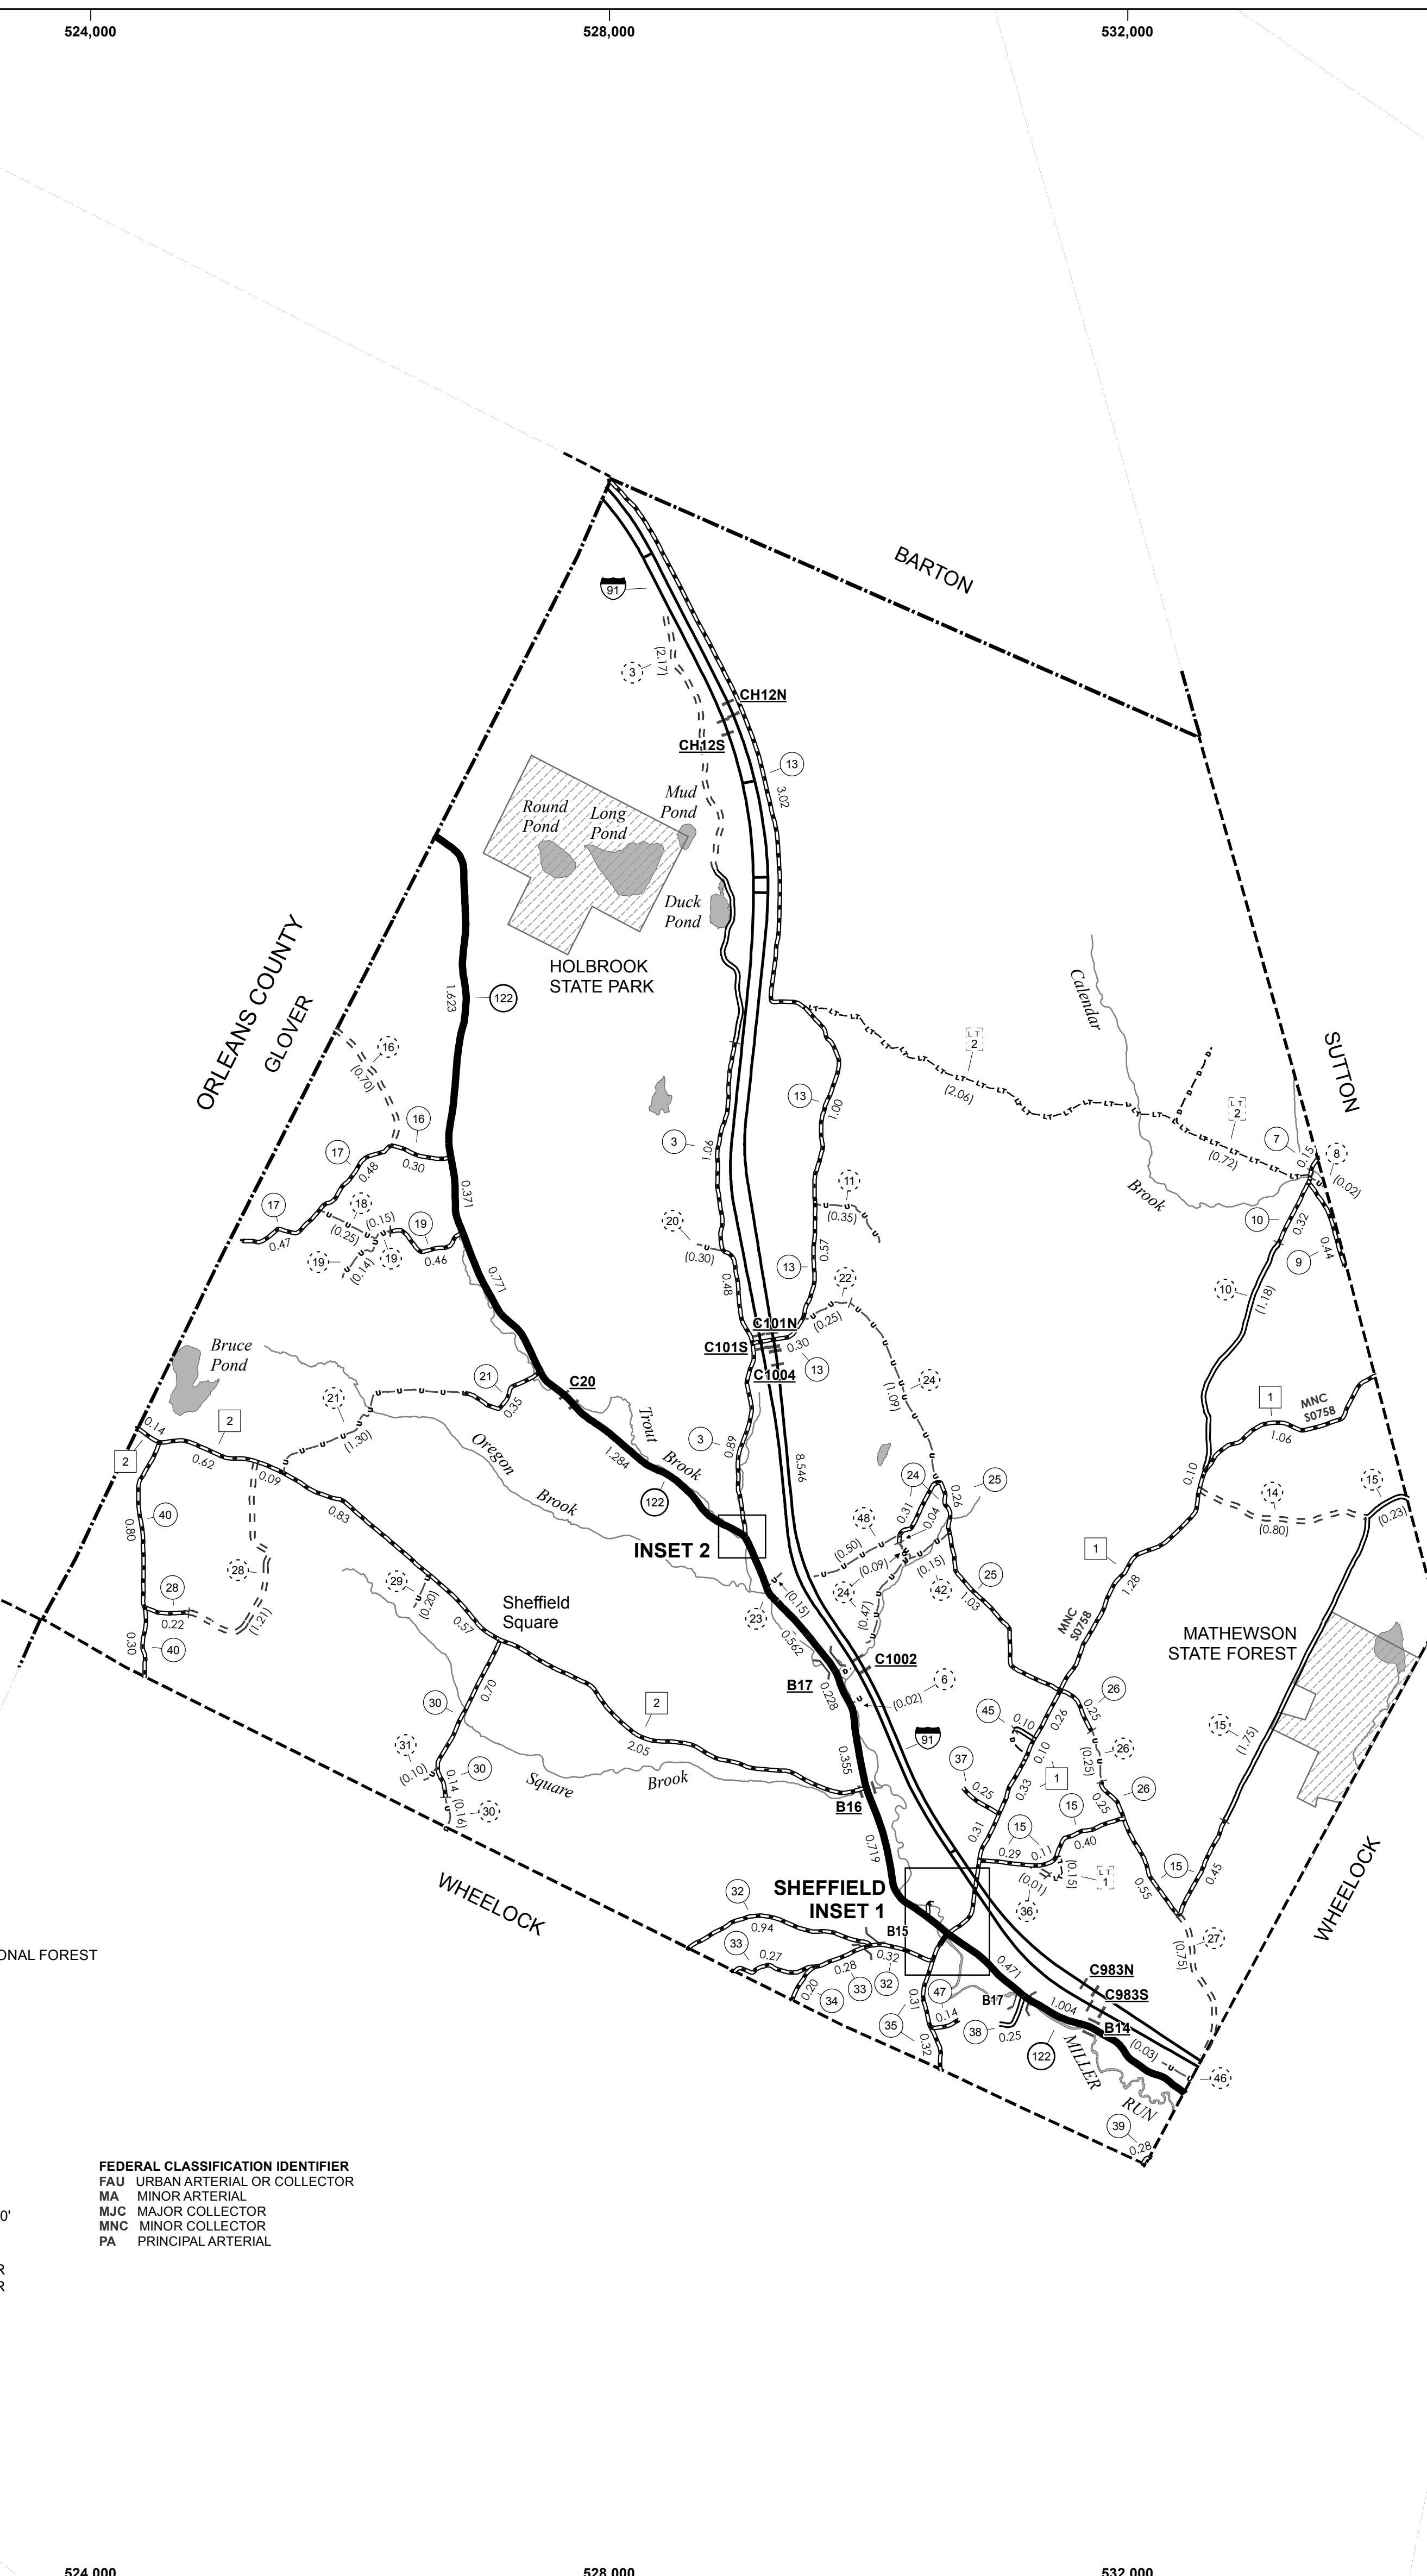 524,000
528,000
532,000
BARTON
91
(2.17)
3
CH12N
CH12S
13
3.02
Mud
Pond
Round
Pond
Long
Pond
Duck
Pond
HOLBROOK
STATE PARK
ORLEANS COUNTY
GLOVER
1.623
122
Calendar
Brook
SUTTON
16
(0.70)
16
0.30
17
0.48
17
0.47
18
(0.25)
(0.15)
19
19
(0.14)
19
0.46
0.371
0.771
3
1.06
13
1.00
L T
2
(2.06)
L T
2
(0.72)
7
0.15
8
(0.02)
10
0.32
9
0.44
10
(1.18)
11
(0.35)
20
(0.30)
0.48
0.57
13
22
(0.25)
C101N
C101S
0.30
13
C1004
Bruce
Pond
21
(1.30)
21
0.35
C20
Trout
Brook
Oregon
Brook
1.284
122
3
0.89
8.546
24
(1.09)
1
MNC
S0758
1.06
0.10
0.14
2
2
0.62
0.09
0.83
40
0.80
28
(1.21)
28
0.22
0.30
40
29
(0.20)
0.57
Sheffield
Square
INSET 2
24
0.31
0.04
0.26
25
48
(0.50)
(0.09)
24
(0.15)
42
(0.47)
25
1.03
14
(0.80)
15
(0.23)
1
1.28
MNC
S0758
MATHEWSON
STATE FOREST
23
(0.15)
0.562
B17
0.228
C1002
6
(0.02)
91
0.355
30
0.70
2
2.05
31
(0.10)
0.14
30
(0.16)
30
Square
Brook
B16
0.719
45
0.10
0.26
0.10
0.25
26
(0.25)
26
37
0.25
0.33
1
0.25
26
0.31
15
0.29
0.11
15
0.40
(0.01)
36
(0.15)
L T
1
0.55
15
0.45
15
(1.75)
WHEELOCK
WHEELOCK
SHEFFIELD
INSET 1
32
0.94
B15
33
0.27
0.28
33
0.32
32
0.20
34
0.31
35
0.32
47
0.14
0.471
B17
38
0.25
1.004
122
C983N
C983S
B14
(0.03)
27
(0.75)
46
MILLER
RUN
39
0.28
ONAL FOREST
FEDERAL CLASSIFICATION IDENTIFIER
FAU URBAN ARTERIAL OR COLLECTOR
MA MINOR ARTERIAL
MJC MAJOR COLLECTOR
MNC MINOR COLLECTOR
PA PRINCIPAL ARTERIAL
0'
R
R
524,000
528,000
532,000